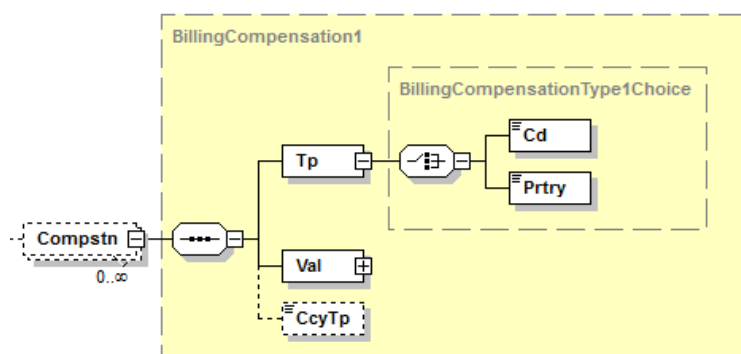 BillingCompensation1
BillingCompensationType1Choice
Cd
Tp
Prtry
Compstn
0..∞
Val
CcyTp